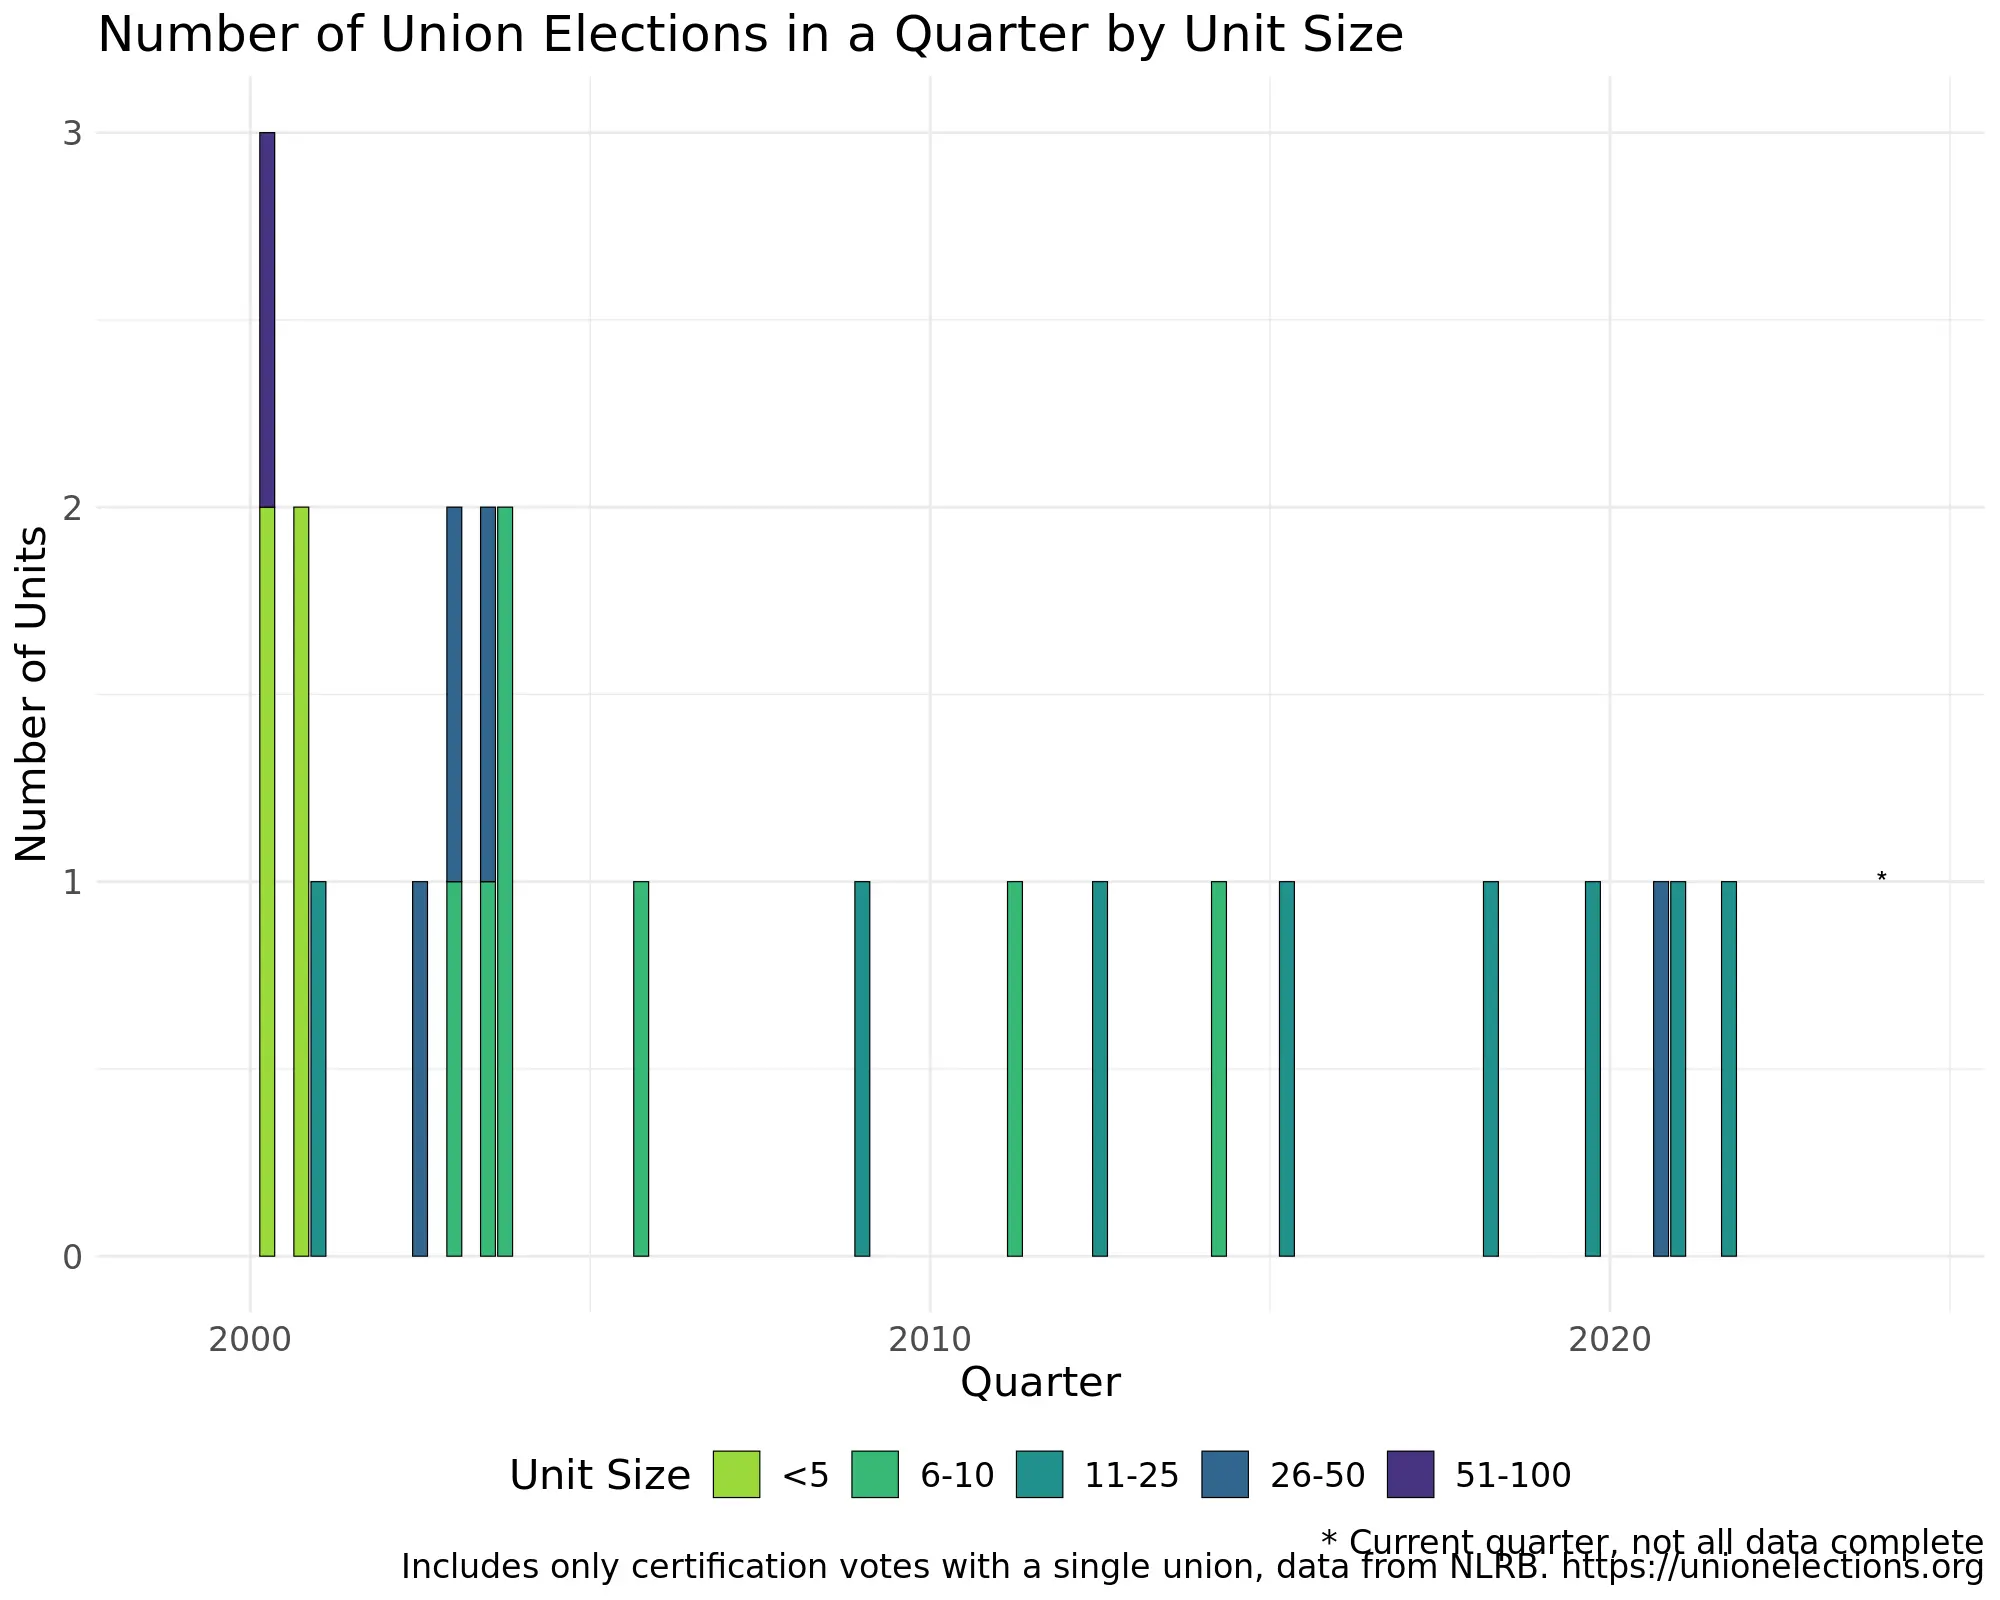 Number of Union Elections in a Quarter by Unit Size
Number of Units
3
2
1
0
*
2000 2010 2020
Quarter
Unit Size <5 6-10 11-25 26-50 51-100
* Current quarter, not all data complete
Includes only certification votes with a single union, data from NLRB. https://unionelections.org